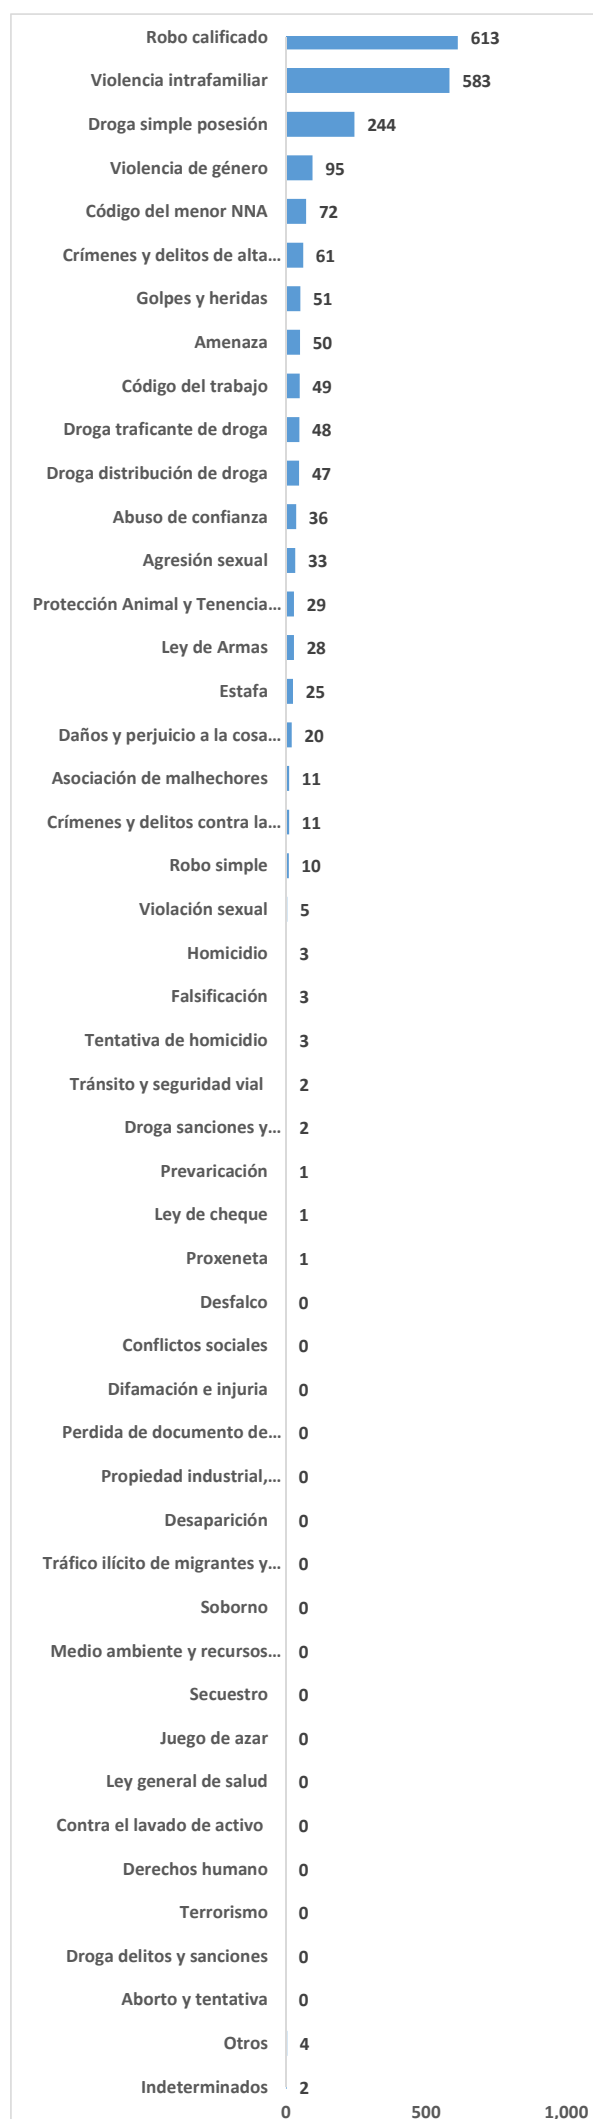 Robo calificado 613
Violencia intrafamiliar 583
Droga simple posesión 244
Violencia de género 95
Código del menor NNA 72
Crímenes y delitos de alta... 61
Golpes y heridas 51
Amenaza 50
Código del trabajo 49
Droga traficante de droga 48
Droga distribución de droga 47
Abuso de confianza 36
Agresión sexual 33
Protección Animal y Tenencia... 29
Ley de Armas 28
Estafa 25
Daños y perjuicio a la cosa... 20
Asociación de malhechores 11
Crímenes y delitos contra la... 11
Robo simple 10
Violación sexual 5
Homicidio 3
Falsificación 3
Tentativa de homicidio 3
Tránsito y seguridad vial 2
Droga sanciones y... 2
Prevaricación 1
Ley de cheque 1
Proxeneta 1
Desfalco 0
Conflictos sociales 0
Difamación e injuria 0
Perdida de documento de... 0
Propiedad industrial,... 0
Desaparición 0
Tráfico ilícito de migrantes y... 0
Soborno 0
Medio ambiente y recursos... 0
Secuestro 0
Juego de azar 0
Ley general de salud 0
Contra el lavado de activo 0
Derechos humano 0
Terrorismo 0
Droga delitos y sanciones 0
Aborto y tentativa 0
Otros 4
Indeterminados 2
0 500 1,000